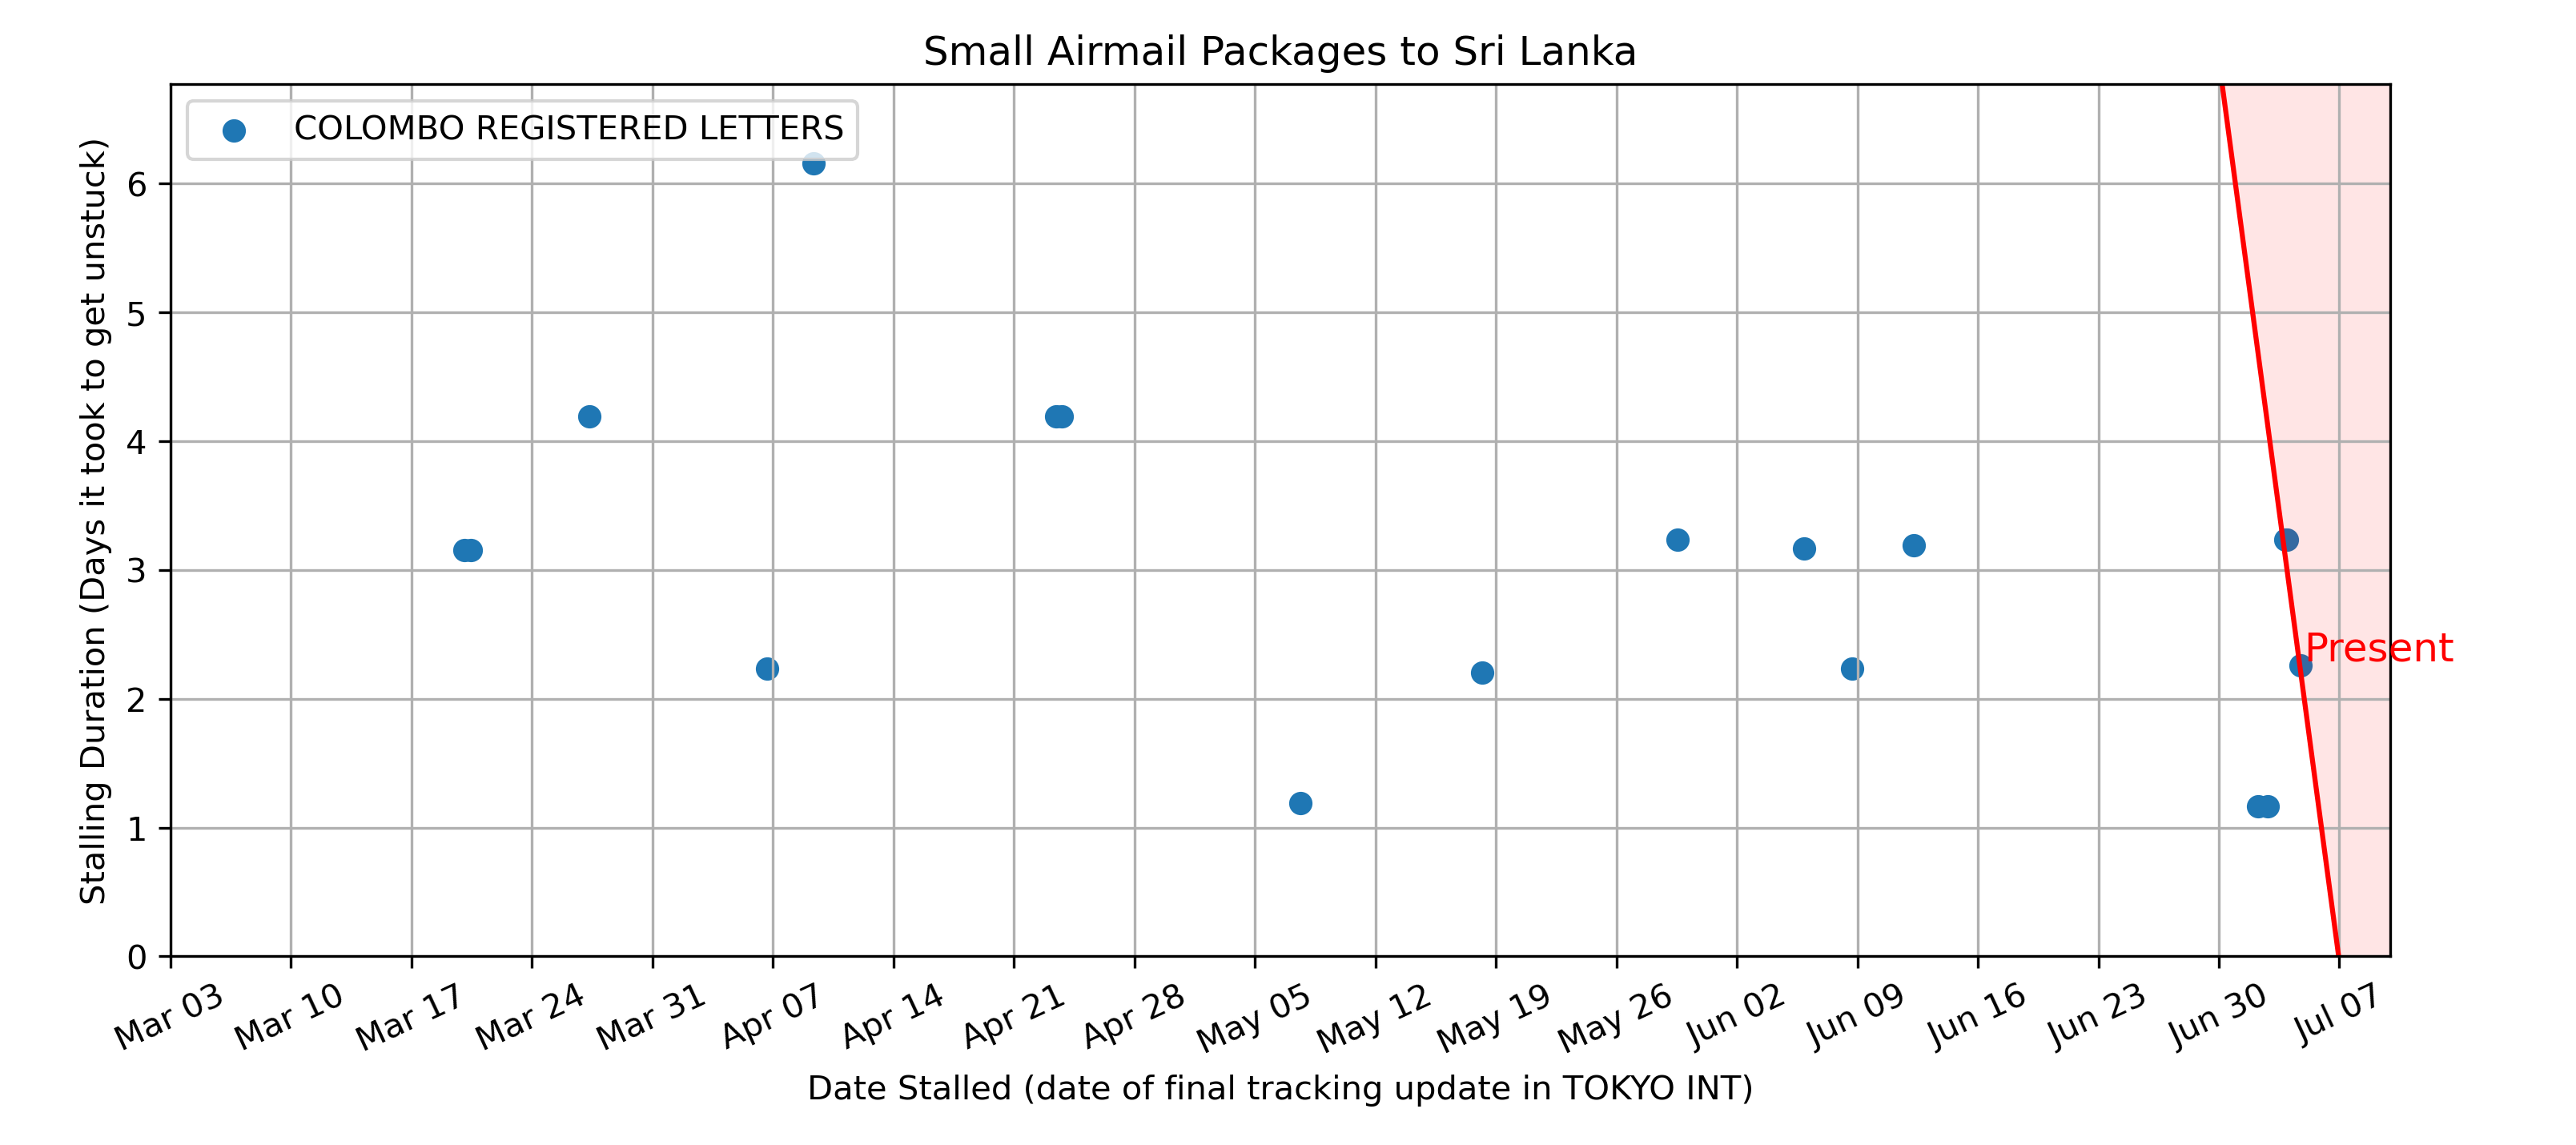 Small Airmail Packages to Sri Lanka
COLOMBO REGISTERED LETTERS
Stalling Duration (Days it took to get unstuck)
6
5
4
3
2
1
0
Present
Mar 03 Mar 10 Mar 17 Mar 24 Mar 31 Apr 07 Apr 14 Apr 21 Apr 28 May 05 May 12 May 19 May 26 Jun 02 Jun 09 Jun 16 Jun 23 Jun 30 Jul 07
Date Stalled (date of final tracking update in TOKYO INT)